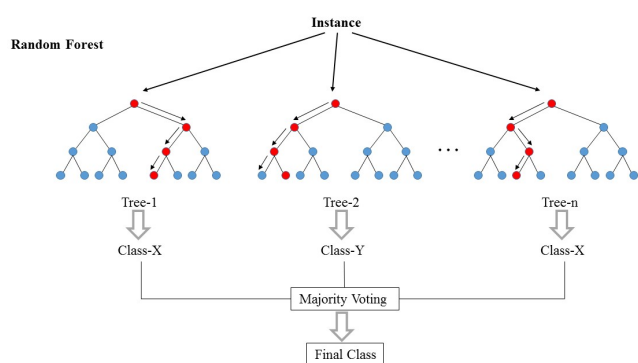 Instance
Random Forest
. . .
Tree-1 Tree-2 Tree-n
Class-X Class-Y Class-X
Majority Voting
Final Class